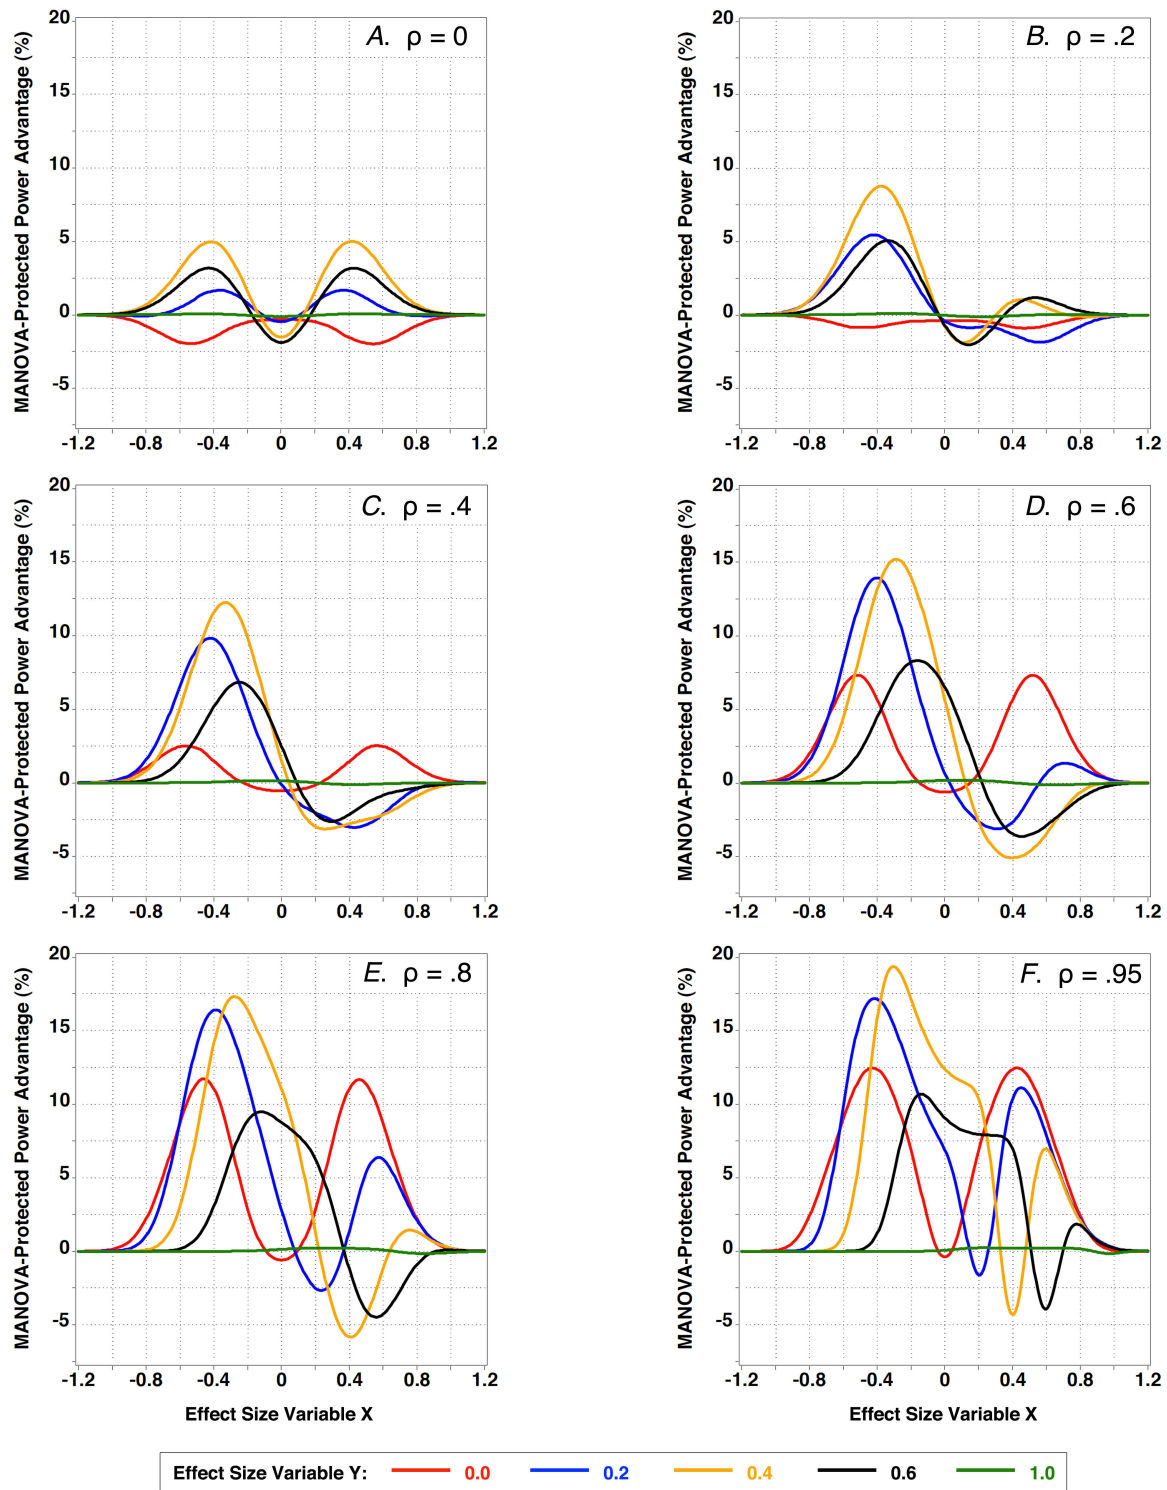 A. ρ = 0
MANOVA-Protected Power Advantage (%)
20
15
10
5
0
-5
-1.2 -0.8 -0.4 0 0.4 0.8 1.2
B. ρ = .2
MANOVA-Protected Power Advantage (%)
20
15
10
5
0
-5
-1.2 -0.8 -0.4 0 0.4 0.8 1.2
C. ρ = .4
MANOVA-Protected Power Advantage (%)
20
15
10
5
0
-5
-1.2 -0.8 -0.4 0 0.4 0.8 1.2
D. ρ = .6
MANOVA-Protected Power Advantage (%)
20
15
10
5
0
-5
-1.2 -0.8 -0.4 0 0.4 0.8 1.2
E. ρ = .8
MANOVA-Protected Power Advantage (%)
20
15
10
5
0
-5
-1.2 -0.8 -0.4 0 0.4 0.8 1.2
Effect Size Variable X
F. ρ = .95
MANOVA-Protected Power Advantage (%)
20
15
10
5
0
-5
-1.2 -0.8 -0.4 0 0.4 0.8 1.2
Effect Size Variable X
Effect Size Variable Y: 0.0 0.2 0.4 0.6 1.0